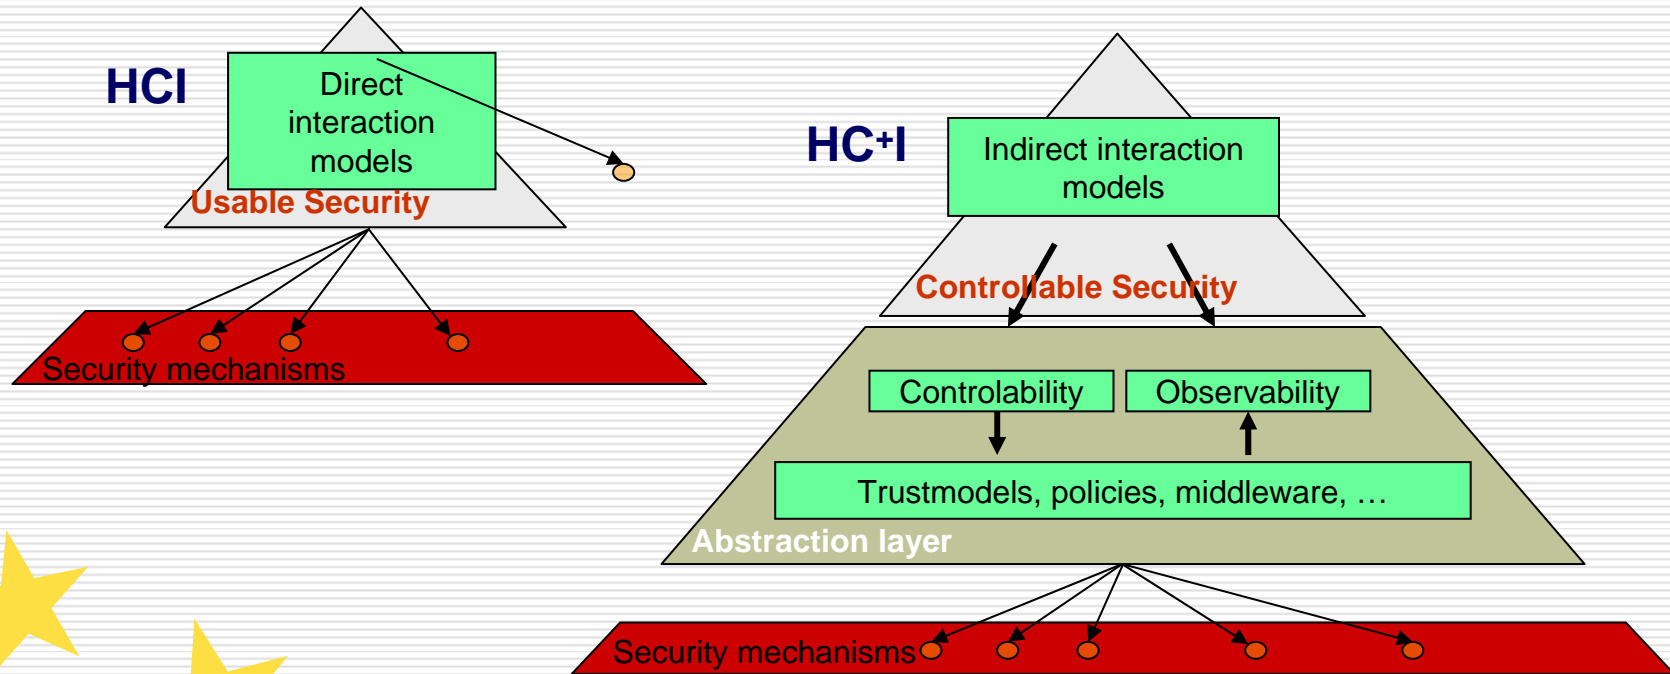 HCI
Direct
interaction
models
Usable Security
Security mechanisms
HC⁺I
Indirect interaction
models
Controllable Security
Controlability
Observability
Trustmodels, policies, middleware, …
Abstraction layer
Security mechanisms